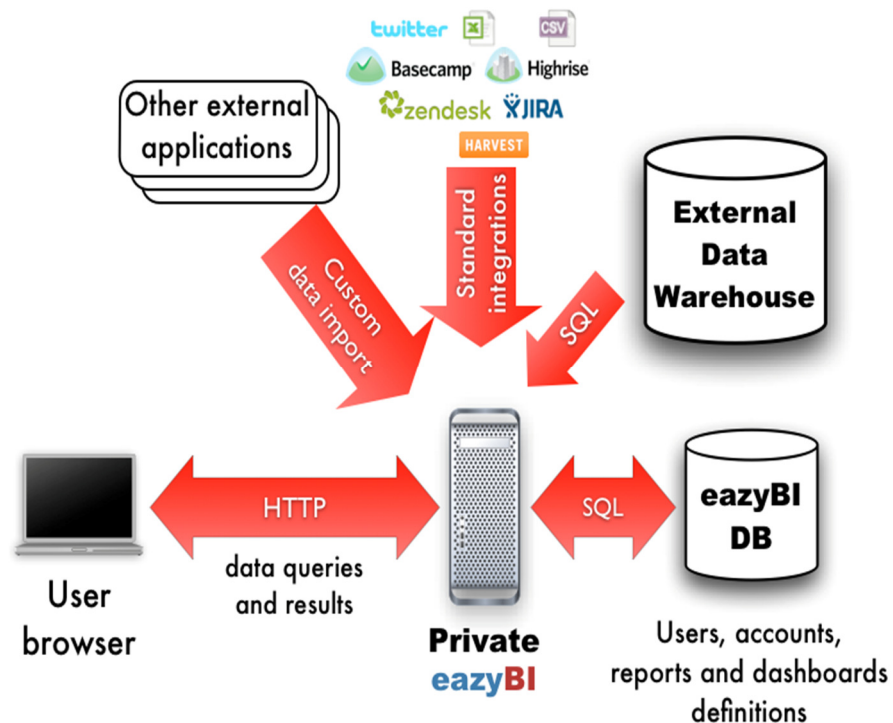 twitter
CSV
Basecamp
Highrise
zendesk
JIRA
HARVEST
Other external
applications
External
Data
Warehouse
Custom
data import
Standard
integrations
SQL
HTTP
SQL
eazyBI
DB
data queries
and results
User
browser
Private
eazyBI
Users, accounts,
reports and dashboards
definitions